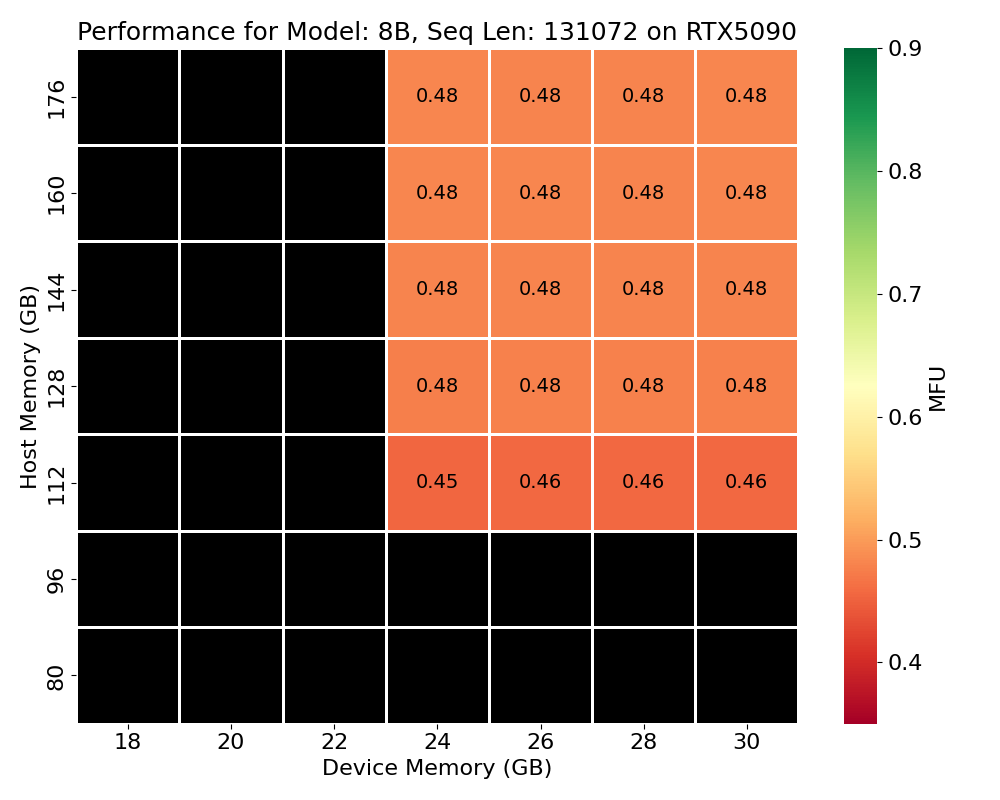 Performance for Model: 8B, Seq Len: 131072 on RTX5090
Host Memory (GB)
176 0.48 0.48 0.48 0.48
160 0.48 0.48 0.48 0.48
144 0.48 0.48 0.48 0.48
128 0.48 0.48 0.48 0.48
112 0.45 0.46 0.46 0.46
96
80
18 20 22 24 26 28 30
Device Memory (GB)
0.9
0.8
0.7
0.6
0.5
0.4
MFU